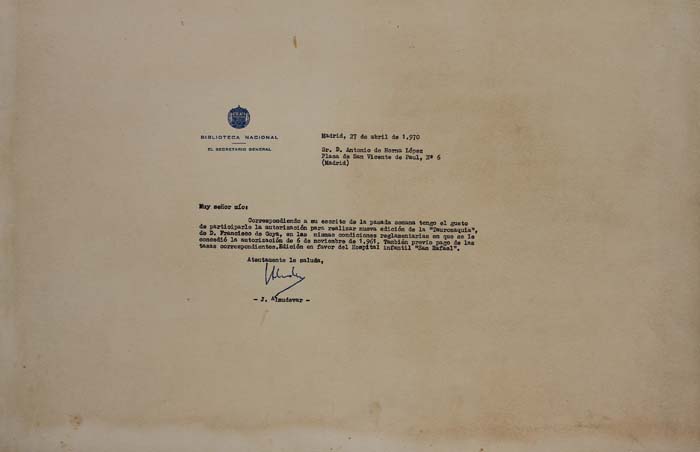 BIBLIOTECA NACIONAL
EL SECRETARIO GENERAL
Madrid, 27 de abril de 1.970
Sr. D. Antonio de Horna López
Plaza de San Vicente de Paul, Nº 6
(Madrid)
Muy señor mío:
Correspondiendo a su escrito de la pasada semana tengo el gusto
de participarle la autorización para realizar nueva edición de la "Tauromaquia",
de D. Francisco de Goya, en las mismas condiciones reglamentarias en que se le
concedió la autorización de 6 de noviembre de 1.961. También previo pago de las
tasas correspondientes.Edición en favor del Hospital infantil "San Rafael".
Atentamente le saluda,
- J. Almudevar -